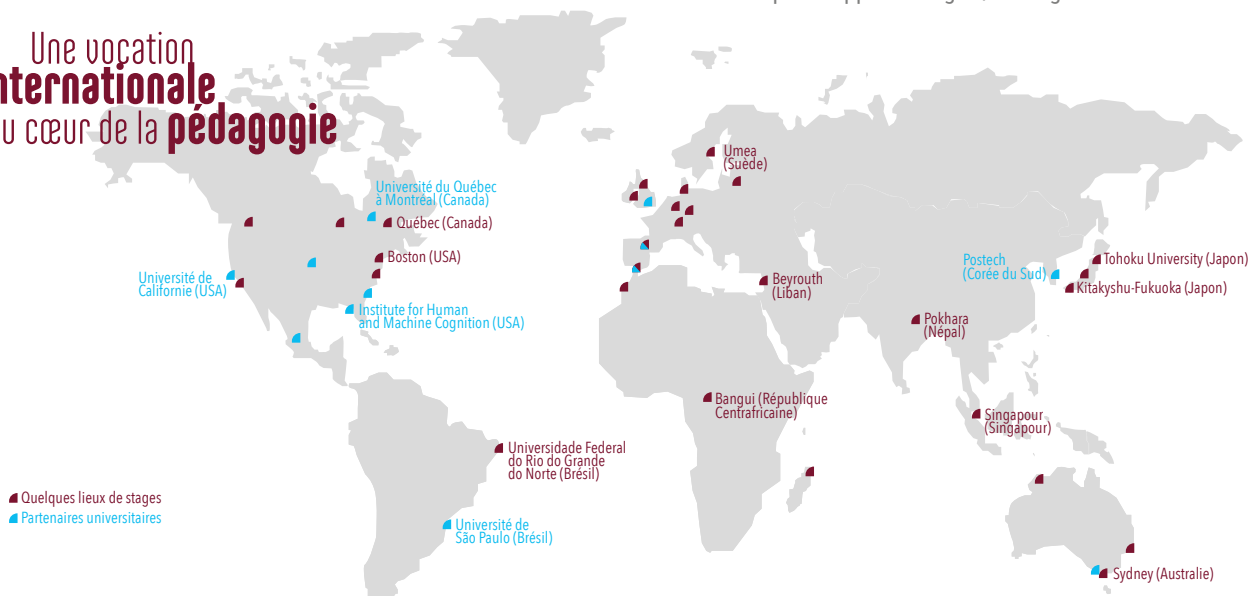 Une vocation
nternationale
u cœur de la pédagogie
Umea
(Suède)
Université du Québec
à Montréal (Canada)
Québec (Canada)
Boston (USA)
Université de
Californie (USA)
Institute for Human
and Machine Cognition (USA)
Beyrouth
(Liban)
Postech
(Corée du Sud)
Tohoku University (Japon)
Kitakyshu-Fukuoka (Japon)
Pokhara
(Népal)
Bangui (République
Centrafricaine)
Singapour
(Singapour)
Universidade Federal
do Rio do Grande
do Norte (Brésil)
Université de
São Paulo (Brésil)
Sydney (Australie)
Quelques lieux de stages
Partenaires universitaires